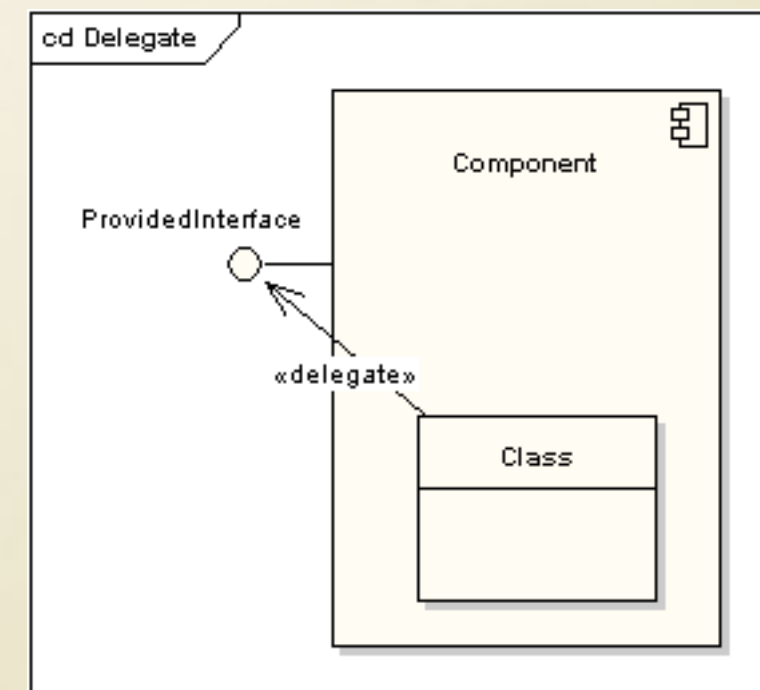 cd Delegate
Component
ProvidedInterface
«delegate»
Class